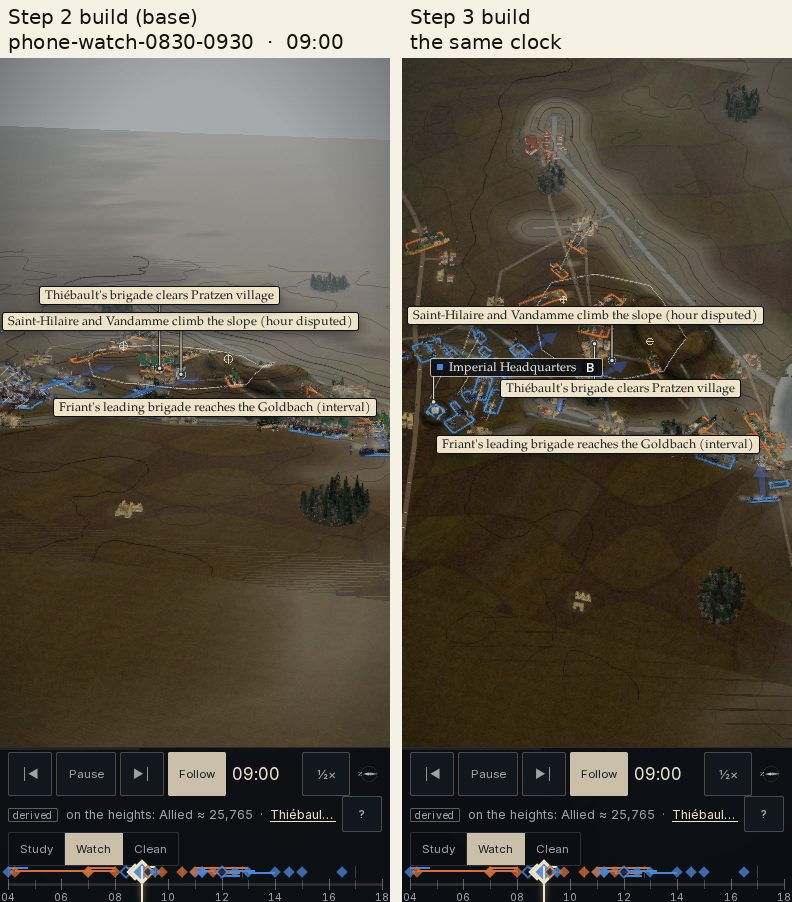 Step 2 build (base)
phone-watch-0830-0930 · 09:00
Thiébault's brigade clears Pratzen village
Saint-Hilaire and Vandamme climb the slope (hour disputed)
Friant's leading brigade reaches the Goldbach (interval)
Pause
Follow
09:00
½×
derived on the heights: Allied ≈ 25,765 · Thiébaul… ?
Study Watch Clean
04 06 08 10 12 14 16 18
Step 3 build
the same clock
Saint-Hilaire and Vandamme climb the slope (hour disputed)
Imperial Headquarters B
Thiébault's brigade clears Pratzen village
Friant's leading brigade reaches the Goldbach (interval)
Pause
Follow
09:00
½×
derived on the heights: Allied ≈ 25,765 · Thiébaul… ?
Study Watch Clean
04 06 08 10 12 14 16 18